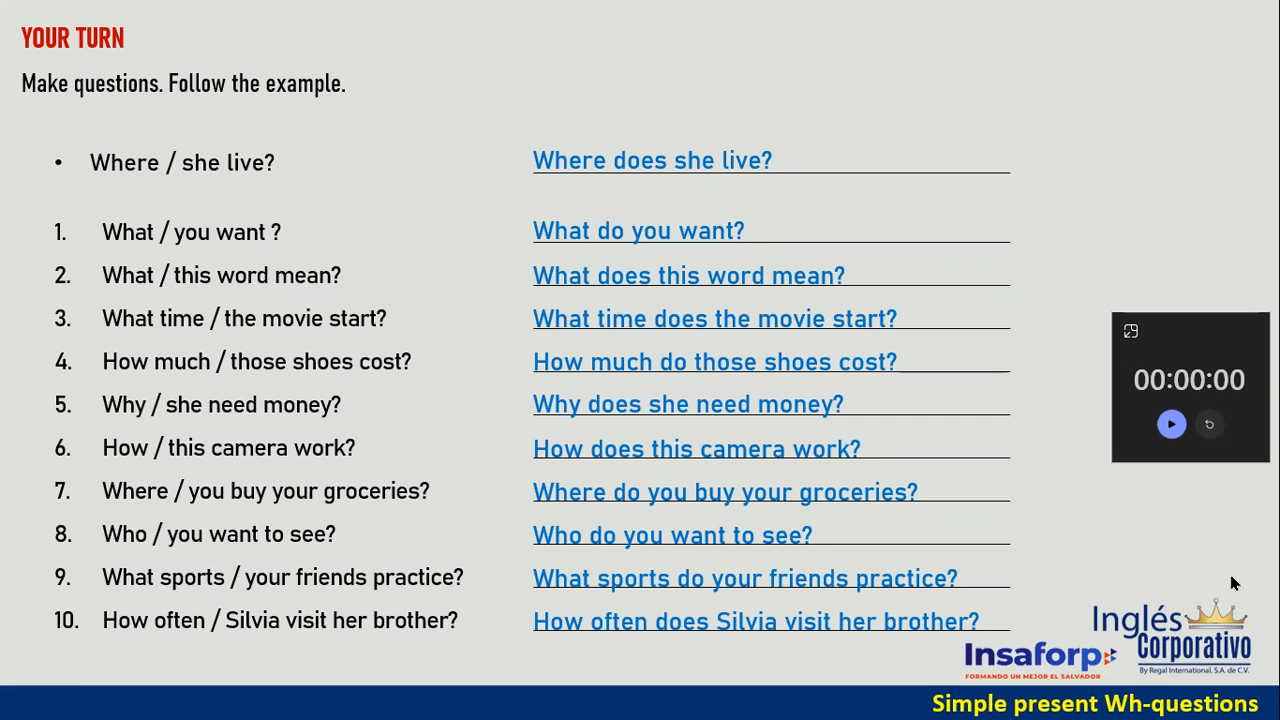 YOUR TURN
Make questions. Follow the example.
• Where / she live? Where does she live?
1. What / you want ? What do you want?
2. What / this word mean? What does this word mean?
3. What time / the movie start? What time does the movie start?
4. How much / those shoes cost? How much do those shoes cost?
5. Why / she need money? Why does she need money?
6. How / this camera work? How does this camera work?
7. Where / you buy your groceries? Where do you buy your groceries?
8. Who / you want to see? Who do you want to see?
9. What sports / your friends practice? What sports do your friends practice?
10. How often / Silvia visit her brother? How often does Silvia visit her brother?
00:00:00
Inglés
Corporativo
By Regal International, S.A. de C.V.
Insaforp
FORMANDO UN MEJOR EL SALVADOR
Simple present Wh-questions